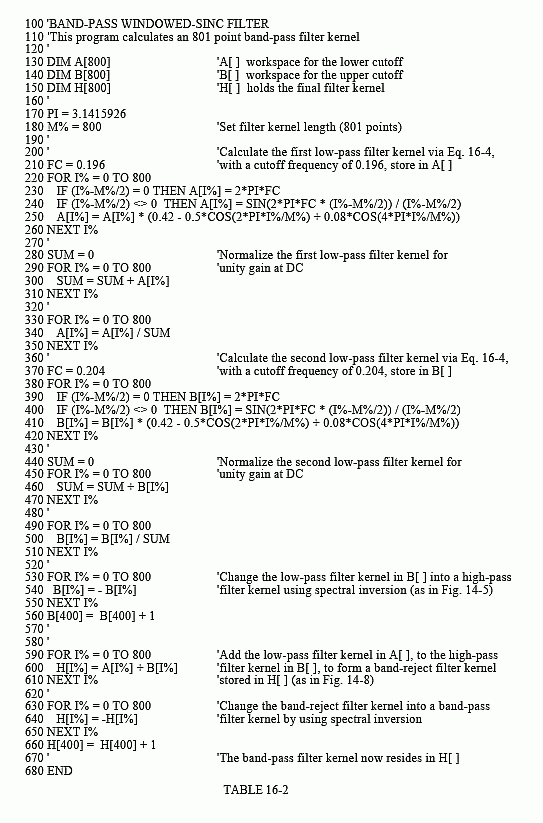 100 'BAND-PASS WINDOWED-SINC FILTER
110 'This program calculates an 801 point band-pass filter kernel
120 '
130 DIM A[800] 'A[ ] workspace for the lower cutoff
140 DIM B[800] 'B[ ] workspace for the upper cutoff
150 DIM H[800] 'H[ ] holds the final filter kernel
160 '
170 PI = 3.1415926
180 M% = 800 'Set filter kernel length (801 points)
190 '
200 ' 'Calculate the first low-pass filter kernel via Eq. 16-4,
210 FC = 0.196 'with a cutoff frequency of 0.196, store in A[ ]
220 FOR I% = 0 TO 800
230 IF (I%-M%/2) = 0 THEN A[I%] = 2*PI*FC
240 IF (I%-M%/2) <> 0 THEN A[I%] = SIN(2*PI*FC * (I%-M%/2)) / (I%-M%/2)
250 A[I%] = A[I%] * (0.42 - 0.5*COS(2*PI*I%/M%) + 0.08*COS(4*PI*I%/M%))
260 NEXT I%
270 '
280 SUM = 0 'Normalize the first low-pass filter kernel for
290 FOR I% = 0 TO 800 'unity gain at DC
300 SUM = SUM + A[I%]
310 NEXT I%
320 '
330 FOR I% = 0 TO 800
340 A[I%] = A[I%] / SUM
350 NEXT I%
360 ' 'Calculate the second low-pass filter kernel via Eq. 16-4,
370 FC = 0.204 'with a cutoff frequency of 0.204, store in B[ ]
380 FOR I% = 0 TO 800
390 IF (I%-M%/2) = 0 THEN B[I%] = 2*PI*FC
400 IF (I%-M%/2) <> 0 THEN B[I%] = SIN(2*PI*FC * (I%-M%/2)) / (I%-M%/2)
410 B[I%] = B[I%] * (0.42 - 0.5*COS(2*PI*I%/M%) + 0.08*COS(4*PI*I%/M%))
420 NEXT I%
430 '
440 SUM = 0 'Normalize the second low-pass filter kernel for
450 FOR I% = 0 TO 800 'unity gain at DC
460 SUM = SUM + B[I%]
470 NEXT I%
480 '
490 FOR I% = 0 TO 800
500 B[I%] = B[I%] / SUM
510 NEXT I%
520 '
530 FOR I% = 0 TO 800 'Change the low-pass filter kernel in B[ ] into a high-pass
540 B[I%] = - B[I%] 'filter kernel using spectral inversion (as in Fig. 14-5)
550 NEXT I%
560 B[400] = B[400] + 1
570 '
580 '
590 FOR I% = 0 TO 800 'Add the low-pass filter kernel in A[ ], to the high-pass
600 H[I%] = A[I%] + B[I%] 'filter kernel in B[ ], to form a band-reject filter kernel
610 NEXT I% 'stored in H[ ] (as in Fig. 14-8)
620 '
630 FOR I% = 0 TO 800 'Change the band-reject filter kernel into a band-pass
640 H[I%] = -H[I%] 'filter kernel by using spectral inversion
650 NEXT I%
660 H[400] = H[400] + 1
670 ' 'The band-pass filter kernel now resides in H[ ]
680 END
TABLE 16-2